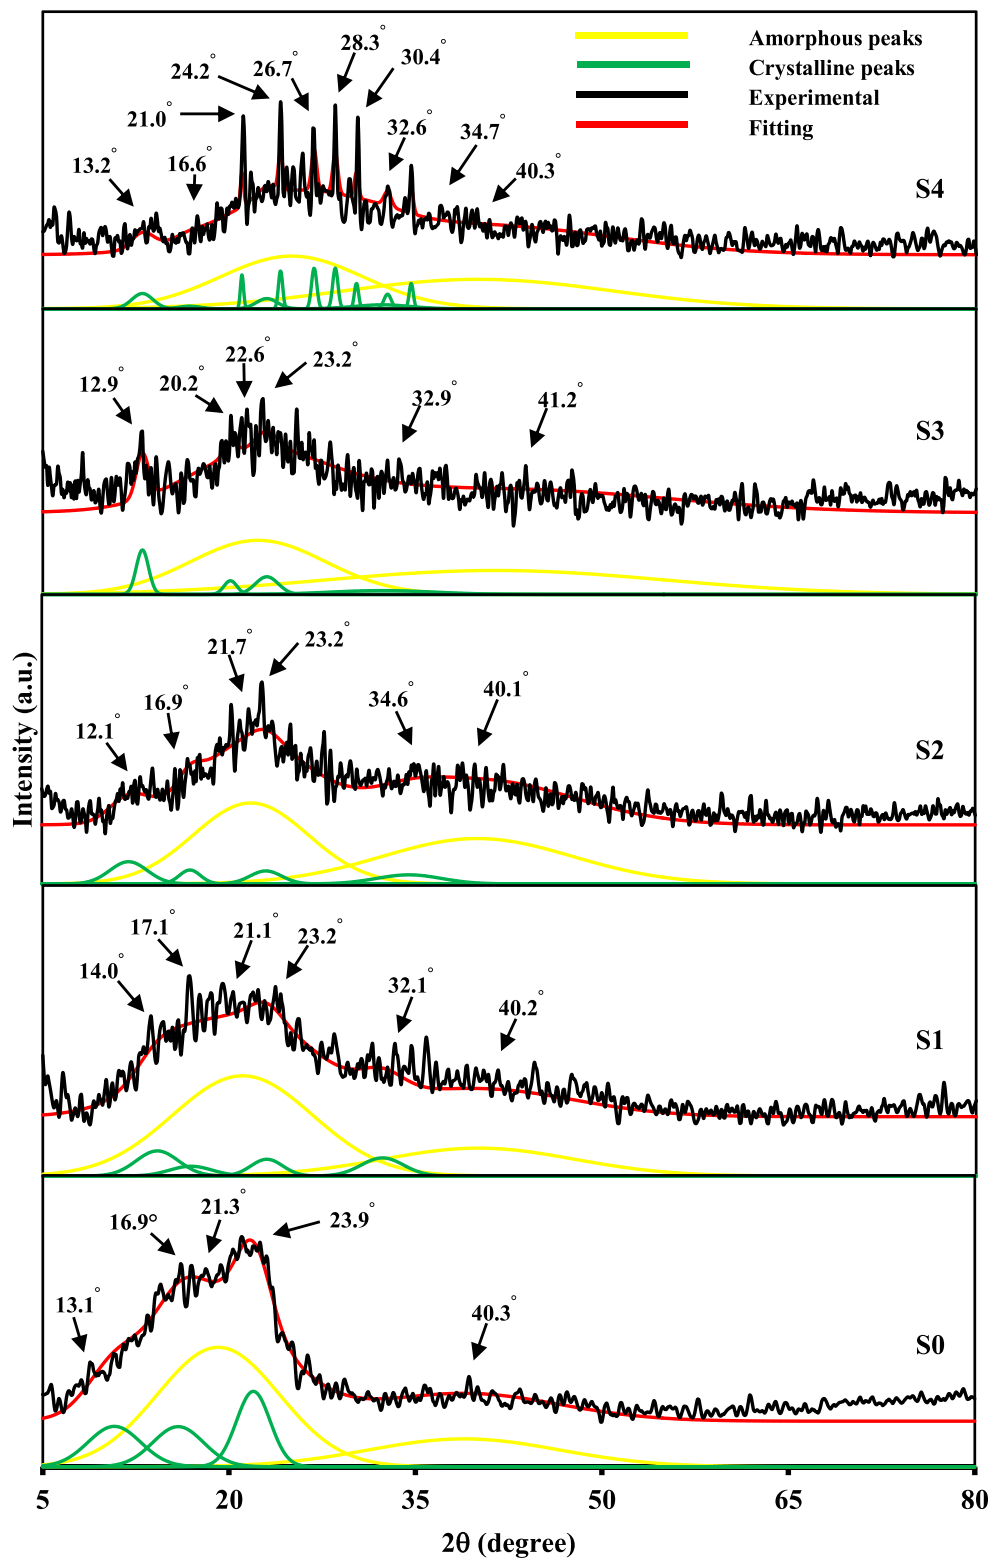 Amorphous peaks
Crystalline peaks
Experimental
Fitting
28.3°
30.4°
26.7°
24.2°
21.0°
32.6°
34.7°
13.2°
16.6°
40.3°
S4
22.6°
23.2°
12.9°
20.2°
32.9°
41.2°
S3
21.7°
23.2°
12.1°
16.9°
34.6°
40.1°
S2
17.1°
21.1°
23.2°
14.0°
32.1°
40.2°
S1
16.9°
21.3°
23.9°
13.1°
40.3°
S0
Intensity (a.u.)
5 20 35 50 65 80
2θ (degree)